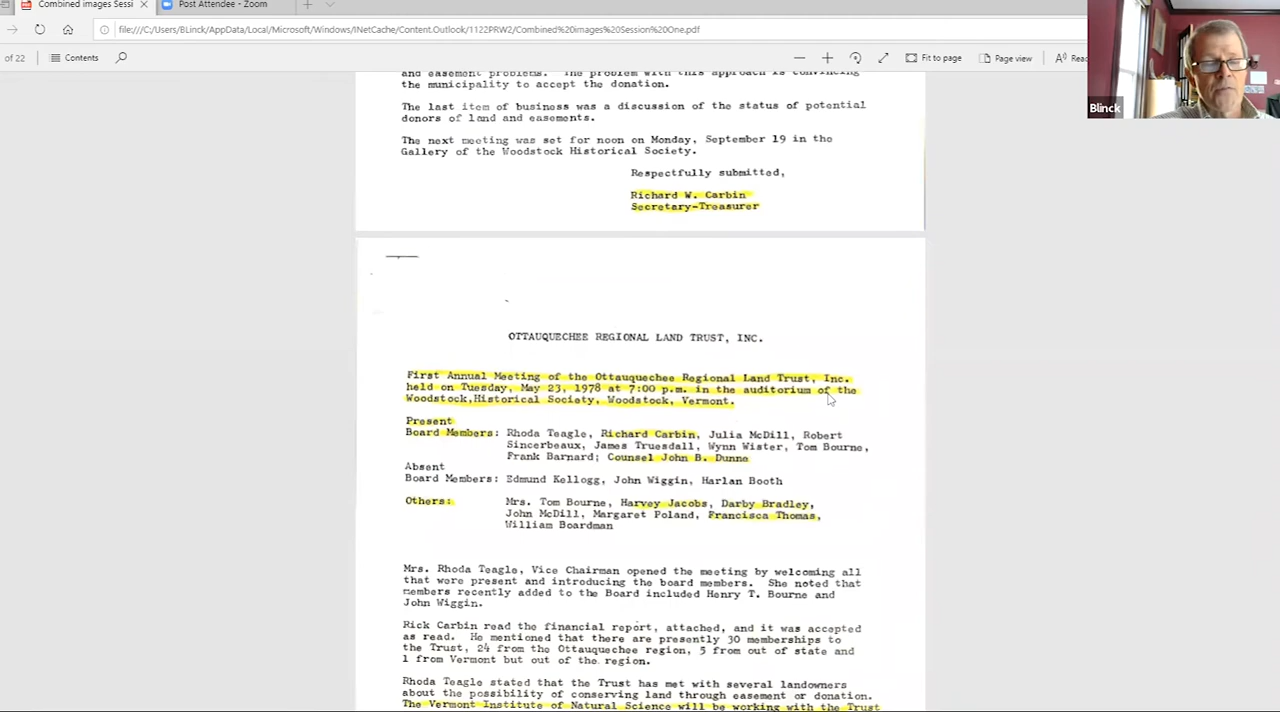 Combined images Sessi
Post Attendee - Zoom
file:///C:/Users/BLinck/AppData/Local/Microsoft/Windows/INetCache/Content.Outlook/1122PRW2/Combined%20images%20Session%20One.pdf
of 22
Contents
Fit to page
Page view
Rea
Blinck
and easement problems. The problem with this approach is convincing
the municipality to accept the donation.
The last item of business was a discussion of the status of potential
donors of land and easements.
The next meeting was set for noon on Monday, September 19 in the
Gallery of the Woodstock Historical Society.
Respectfully submitted,
Richard W. Carbin
Secretary-Treasurer
OTTAUQUECHEE REGIONAL LAND TRUST, INC.
First Annual Meeting of the Ottauquechee Regional Land Trust, Inc.
held on Tuesday, May 23, 1978 at 7:00 p.m. in the auditorium of the
Woodstock,Historical Society, Woodstock, Vermont.
Present
Board Members: Rhoda Teagle, Richard Carbin, Julia McDill, Robert
Sincerbeaux, James Truesdall, Wynn Wister, Tom Bourne,
Frank Barnard; Counsel John B. Dunne
Absent
Board Members: Edmund Kellogg, John Wiggin, Harlan Booth
Others: Mrs. Tom Bourne, Harvey Jacobs, Darby Bradley,
John McDill, Margaret Poland, Francisca Thomas,
William Boardman
Mrs. Rhoda Teagle, Vice Chairman opened the meeting by welcoming all
that were present and introducing the board members. She noted that
members recently added to the Board included Henry T. Bourne and
John Wiggin.
Rick Carbin read the financial report, attached, and it was accepted
as read. He mentioned that there are presently 30 memberships to
the Trust, 24 from the Ottauquechee region, 5 from out of state and
1 from Vermont but out of the region.
Rhoda Teagle stated that the Trust has met with several landowners
about the possibility of conserving land through easement or donation.
The Vermont Institute of Natural Science will be working with the Trust